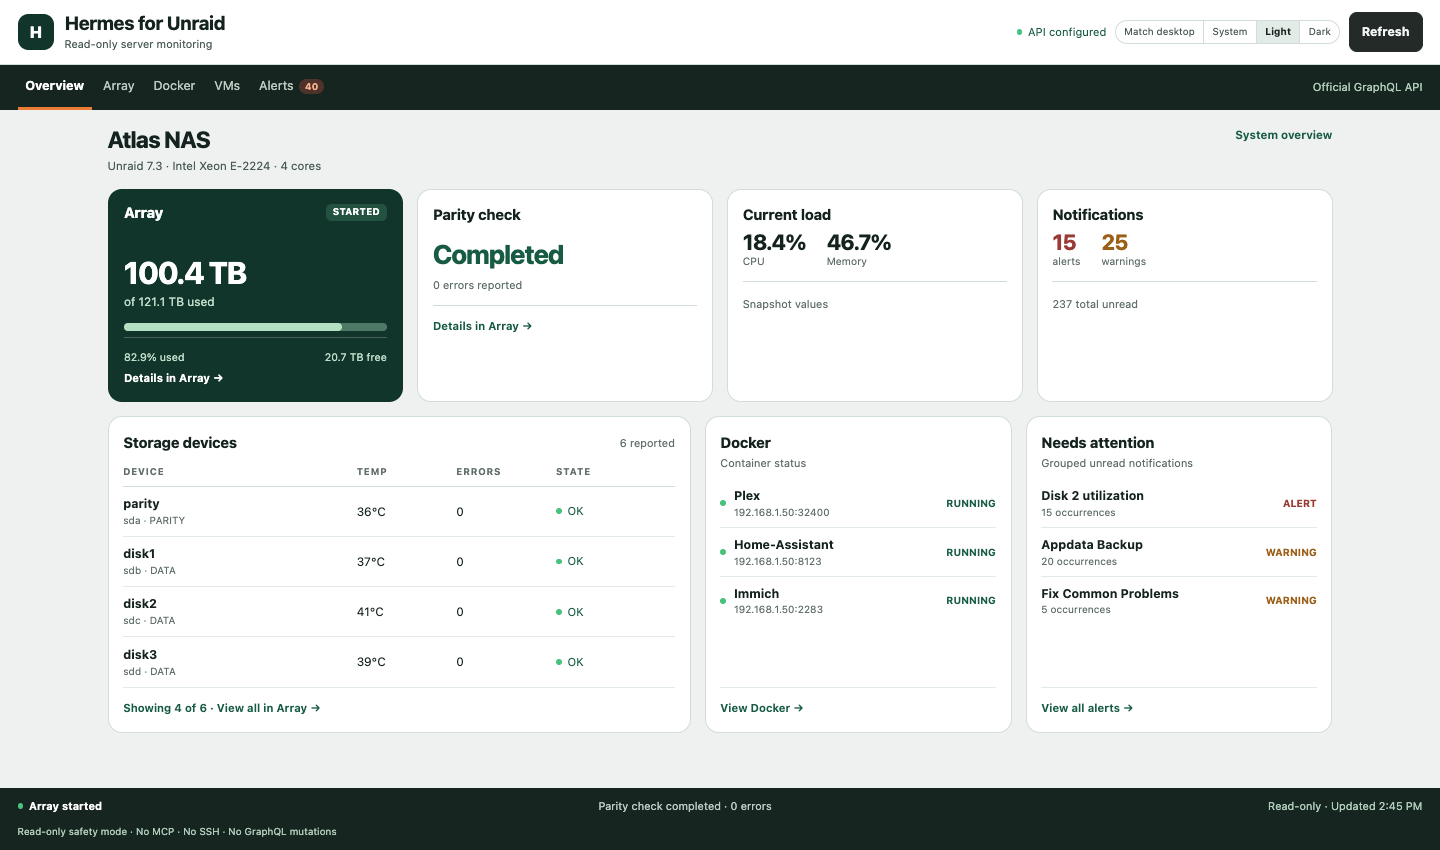 H
Hermes for Unraid
Read-only server monitoring
API configured
Match desktop System Light Dark
Refresh
Overview Array Docker VMs Alerts 40
Official GraphQL API
Atlas NAS
System overview
Unraid 7.3 · Intel Xeon E-2224 · 4 cores
Array STARTED
100.4 TB
of 121.1 TB used
82.9% used 20.7 TB free
Details in Array →
Parity check
Completed
0 errors reported
Details in Array →
Current load
18.4% 46.7%
CPU Memory
Snapshot values
Notifications
15 25
alerts warnings
237 total unread
Storage devices 6 reported
DEVICE TEMP ERRORS STATE
parity
sda · PARITY
36°C 0 OK
disk1
sdb · DATA
37°C 0 OK
disk2
sdc · DATA
41°C 0 OK
disk3
sdd · DATA
39°C 0 OK
Showing 4 of 6 · View all in Array →
Docker
Container status
Plex
192.168.1.50:32400
RUNNING
Home-Assistant
192.168.1.50:8123
RUNNING
Immich
192.168.1.50:2283
RUNNING
View Docker →
Needs attention
Grouped unread notifications
Disk 2 utilization
15 occurrences
ALERT
Appdata Backup
20 occurrences
WARNING
Fix Common Problems
5 occurrences
WARNING
View all alerts →
Array started
Parity check completed · 0 errors
Read-only · Updated 2:45 PM
Read-only safety mode · No MCP · No SSH · No GraphQL mutations